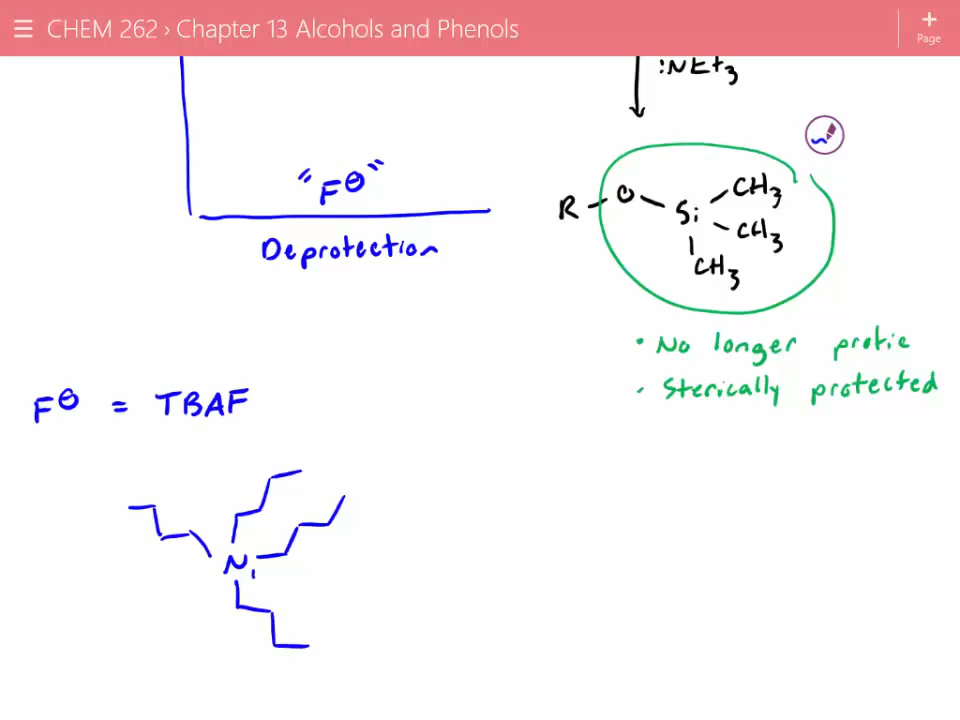 CHEM 262 › Chapter 13 Alcohols and Phenols
+
Page
:NEt3
"F⊖"
Deprotection
R-O-Si-CH3
CH3
CH3
• No longer protic
• Sterically protected
F⊖ = TBAF
N